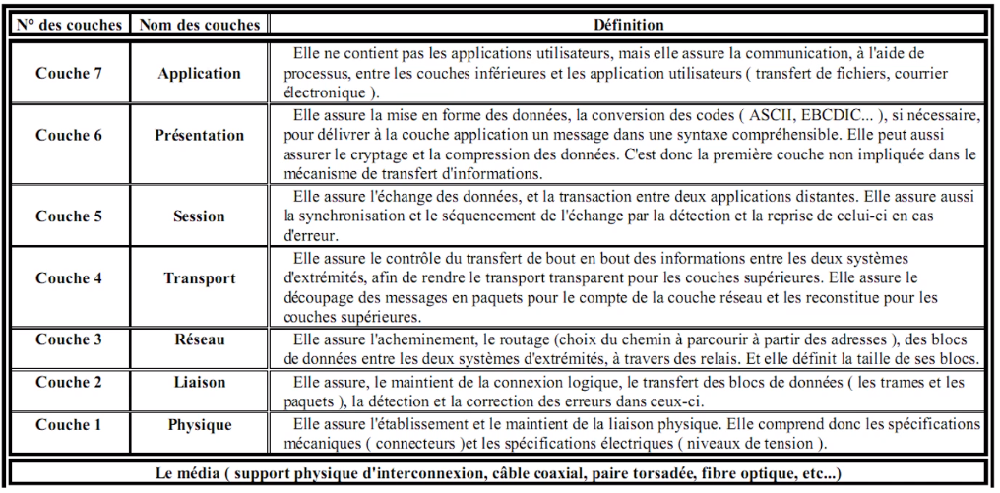 N° des couches Nom des couches Définition
Couche 7 Application Elle ne contient pas les applications utilisateurs, mais elle assure la communication, à l'aide de
processus, entre les couches inférieures et les application utilisateurs ( transfert de fichiers, courrier
électronique ).
Couche 6 Présentation Elle assure la mise en forme des données, la conversion des codes ( ASCII, EBCDIC... ), si nécessaire,
pour délivrer à la couche application un message dans une syntaxe compréhensible. Elle peut aussi
assurer le cryptage et la compression des données. C'est donc la première couche non impliquée dans le
mécanisme de transfert d'informations.
Couche 5 Session Elle assure l'échange des données, et la transaction entre deux applications distantes. Elle assure aussi
la synchronisation et le séquencement de l'échange par la détection et la reprise de celui-ci en cas
d'erreur.
Couche 4 Transport Elle assure le contrôle du transfert de bout en bout des informations entre les deux systèmes
d'extrémités, afin de rendre le transport transparent pour les couches supérieures. Elle assure le
découpage des messages en paquets pour le compte de la couche réseau et les reconstitue pour les
couches supérieures.
Couche 3 Réseau Elle assure l'acheminement, le routage (choix du chemin à parcourir à partir des adresses ), des blocs
de données entre les deux systèmes d'extrémités, à travers des relais. Et elle définit la taille de ses blocs.
Couche 2 Liaison Elle assure, le maintient de la connexion logique, le transfert des blocs de données ( les trames et les
paquets ), la détection et la correction des erreurs dans ceux-ci.
Couche 1 Physique Elle assure l'établissement et le maintient de la liaison physique. Elle comprend donc les spécifications
mécaniques ( connecteurs )et les spécifications électriques ( niveaux de tension ).
Le média ( support physique d'interconnexion, câble coaxial, paire torsadée, fibre optique, etc...)